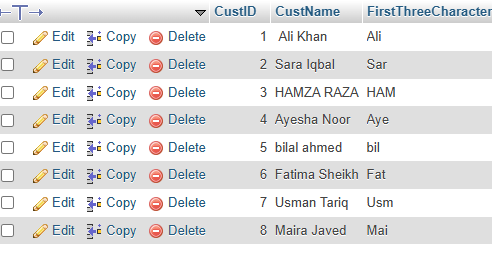 CustID CustName FirstThreeCharacter
Edit Copy Delete 1 Ali Khan Ali
Edit Copy Delete 2 Sara Iqbal Sar
Edit Copy Delete 3 HAMZA RAZA HAM
Edit Copy Delete 4 Ayesha Noor Aye
Edit Copy Delete 5 bilal ahmed bil
Edit Copy Delete 6 Fatima Sheikh Fat
Edit Copy Delete 7 Usman Tariq Usm
Edit Copy Delete 8 Maira Javed Mai